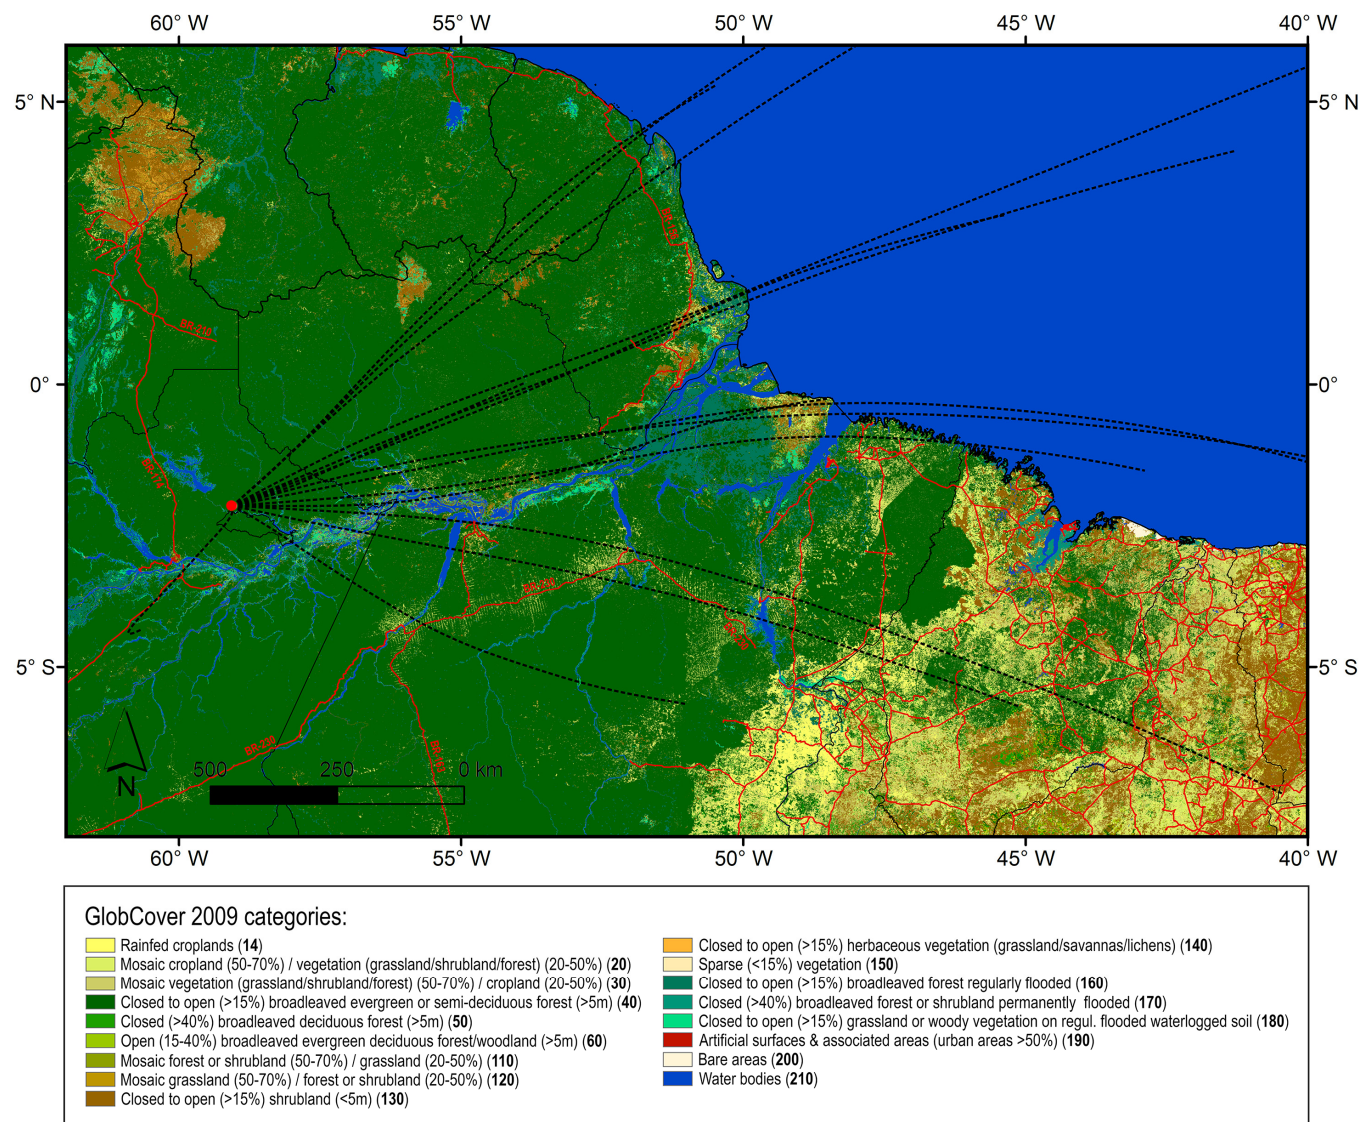 60° W 55° W 50° W 45° W 40° W
5° N 5° N
BR-210
0° 0°
BR-174
BR-230
5° S 5° S
BR-230
N
500 250 0 km
60° W 55° W 50° W 45° W 40° W
GlobCover 2009 categories:
Rainfed croplands (14)
Mosaic cropland (50-70%) / vegetation (grassland/shrubland/forest) (20-50%) (20)
Mosaic vegetation (grassland/shrubland/forest) (50-70%) / cropland (20-50%) (30)
Closed to open (>15%) broadleaved evergreen or semi-deciduous forest (>5m) (40)
Closed (>40%) broadleaved deciduous forest (>5m) (50)
Open (15-40%) broadleaved evergreen deciduous forest/woodland (>5m) (60)
Mosaic forest or shrubland (50-70%) / grassland (20-50%) (110)
Mosaic grassland (50-70%) / forest or shrubland (20-50%) (120)
Closed to open (>15%) shrubland (<5m) (130)
Closed to open (>15%) herbaceous vegetation (grassland/savannas/lichens) (140)
Sparse (<15%) vegetation (150)
Closed to open (>15%) broadleaved forest regularly flooded (160)
Closed (>40%) broadleaved forest or shrubland permanently flooded (170)
Closed to open (>15%) grassland or woody vegetation on regul. flooded waterlogged soil (180)
Artificial surfaces & associated areas (urban areas >50%) (190)
Bare areas (200)
Water bodies (210)